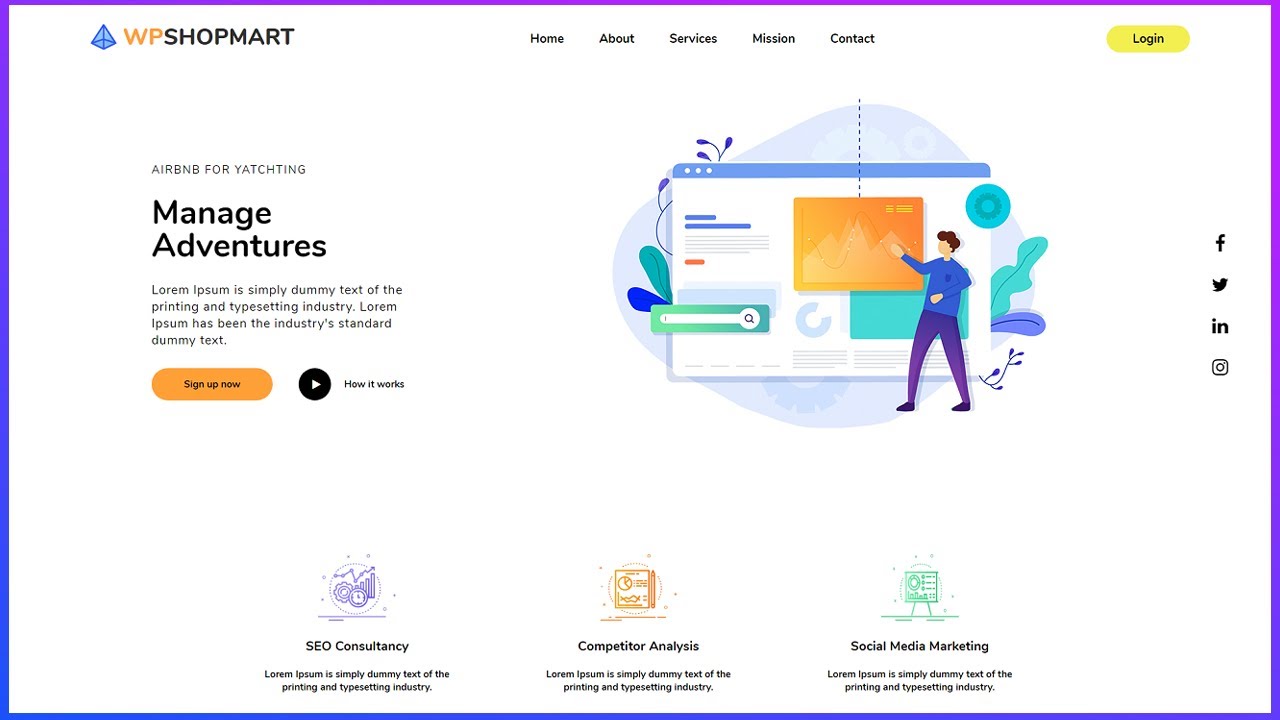 WPSHOPMART
Home
About
Services
Mission
Contact
Login
AIRBNB FOR YATCHTING
Manage
Adventures
Lorem Ipsum is simply dummy text of the
printing and typesetting industry. Lorem
Ipsum has been the industry's standard
dummy text.
Sign up now
How it works
SEO Consultancy
Lorem Ipsum is simply dummy text of the
printing and typesetting industry.
Competitor Analysis
Lorem Ipsum is simply dummy text of the
printing and typesetting industry.
Social Media Marketing
Lorem Ipsum is simply dummy text of the
printing and typesetting industry.